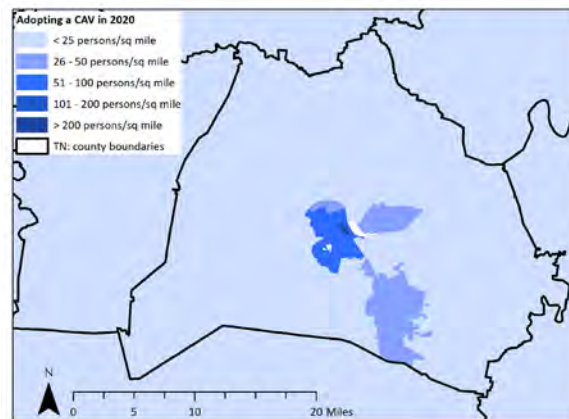 Adopting a CAV in 2020
< 25 persons/sq mile
26 - 50 persons/sq mile
51 - 100 persons/sq mile
101 - 200 persons/sq mile
> 200 persons/sq mile
TN: county boundaries
N
0 5 10 20 Miles